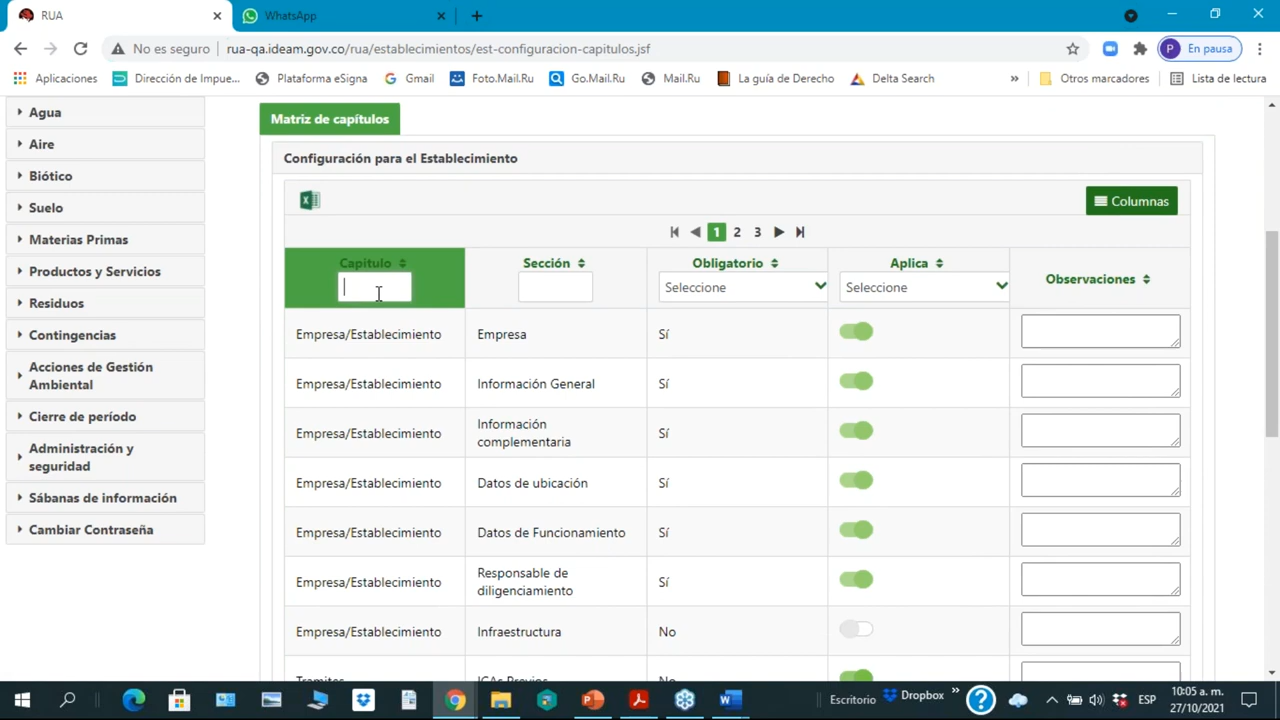 RUA
WhatsApp
No es seguro
rua-qa.ideam.gov.co/rua/establecimientos/est-configuracion-capitulos.jsf
P
En pausa
Aplicaciones
Dirección de Impue...
Plataforma eSigna
Gmail
Foto.Mail.Ru
Go.Mail.Ru
Mail.Ru
La guía de Derecho
Delta Search
»
Otros marcadores
Lista de lectura
Agua
Aire
Biótico
Suelo
Materias Primas
Productos y Servicios
Residuos
Contingencias
Acciones de Gestión
Ambiental
Cierre de período
Administración y
seguridad
Sábanas de información
Cambiar Contraseña
Matriz de capítulos
Configuración para el Establecimiento
Columnas
1 2 3
Capítulo
Sección
Obligatorio
Aplica
Observaciones
Seleccione
Seleccione
Empresa/Establecimiento Empresa Sí
Empresa/Establecimiento Información General Sí
Empresa/Establecimiento Información
complementaria Sí
Empresa/Establecimiento Datos de ubicación Sí
Empresa/Establecimiento Datos de Funcionamiento Sí
Empresa/Establecimiento Responsable de
diligenciamiento Sí
Empresa/Establecimiento Infraestructura No
Tramites ICAs Previos No
Escritorio
Dropbox
»
ESP
10:05 a. m.
27/10/2021